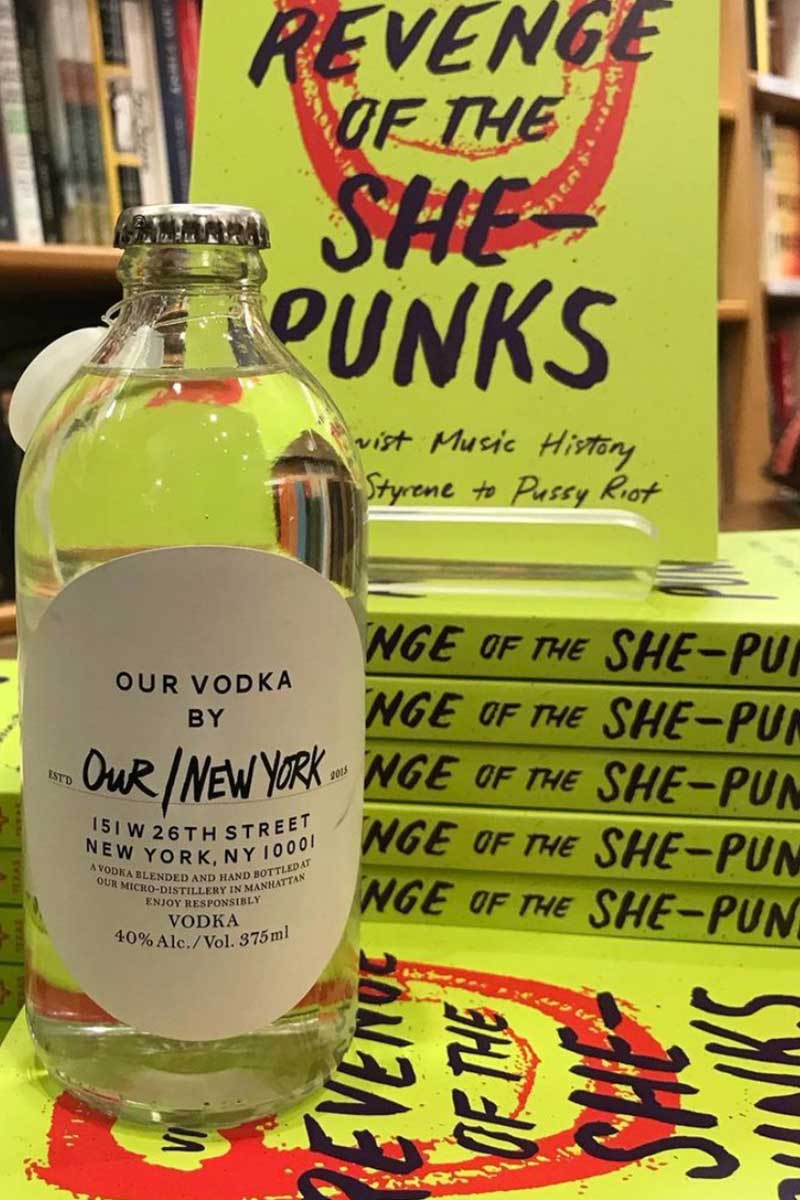 REVENGE
OF THE
SHE-
PUNKS
Music History
Styrene to Pussy Riot
OUR VODKA
BY
EST'D OUR/NEW YORK 2015
151 W 26TH STREET
NEW YORK, NY 10001
A VODKA BLENDED AND HAND BOTTLED AT
OUR MICRO-DISTILLERY IN MANHATTAN
ENJOY RESPONSIBLY
VODKA
40% Alc./Vol. 375ml
NGE OF THE SHE-PU
NGE OF THE SHE-PUN
NGE OF THE SHE-PUN
NGE OF THE SHE-PUN
NGE OF THE SHE-PUN
REVENGE
OF THE
SHE-
PUNKS